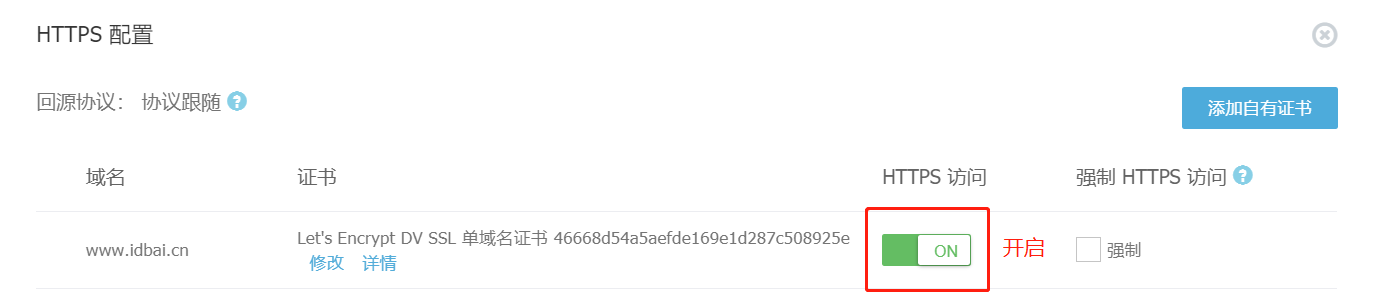 HTTPS 配置
回源协议： 协议跟随 ?
添加自有证书
域名 证书 HTTPS 访问 强制 HTTPS 访问 ?
www.idbai.cn Let's Encrypt DV SSL 单域名证书 46668d54a5aefde169e1d287c508925e ON 开启 强制
修改 详情